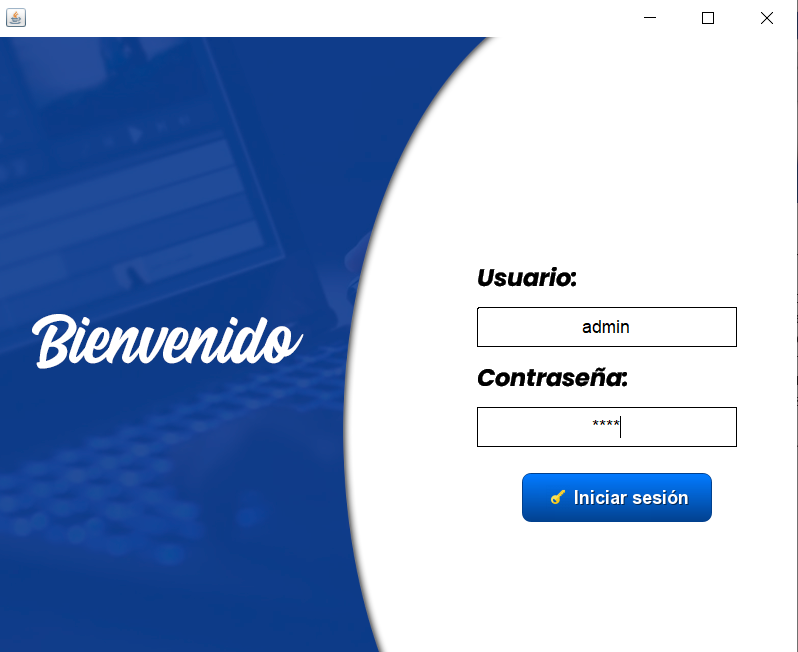 Bienvenido
Usuario:
admin
Contraseña:
****
Iniciar sesión